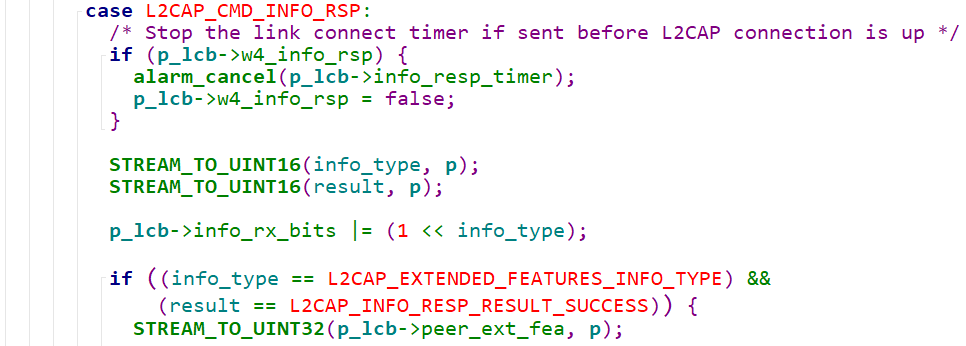 case L2CAP_CMD_INFO_RSP:
/* Stop the link connect timer if sent before L2CAP connection is up */
if (p_lcb->w4_info_rsp) {
alarm_cancel(p_lcb->info_resp_timer);
p_lcb->w4_info_rsp = false;
}
STREAM_TO_UINT16(info_type, p);
STREAM_TO_UINT16(result, p);
p_lcb->info_rx_bits |= (1 << info_type);
if ((info_type == L2CAP_EXTENDED_FEATURES_INFO_TYPE) &&
(result == L2CAP_INFO_RESP_RESULT_SUCCESS)) {
STREAM_TO_UINT32(p_lcb->peer_ext_fea, p);